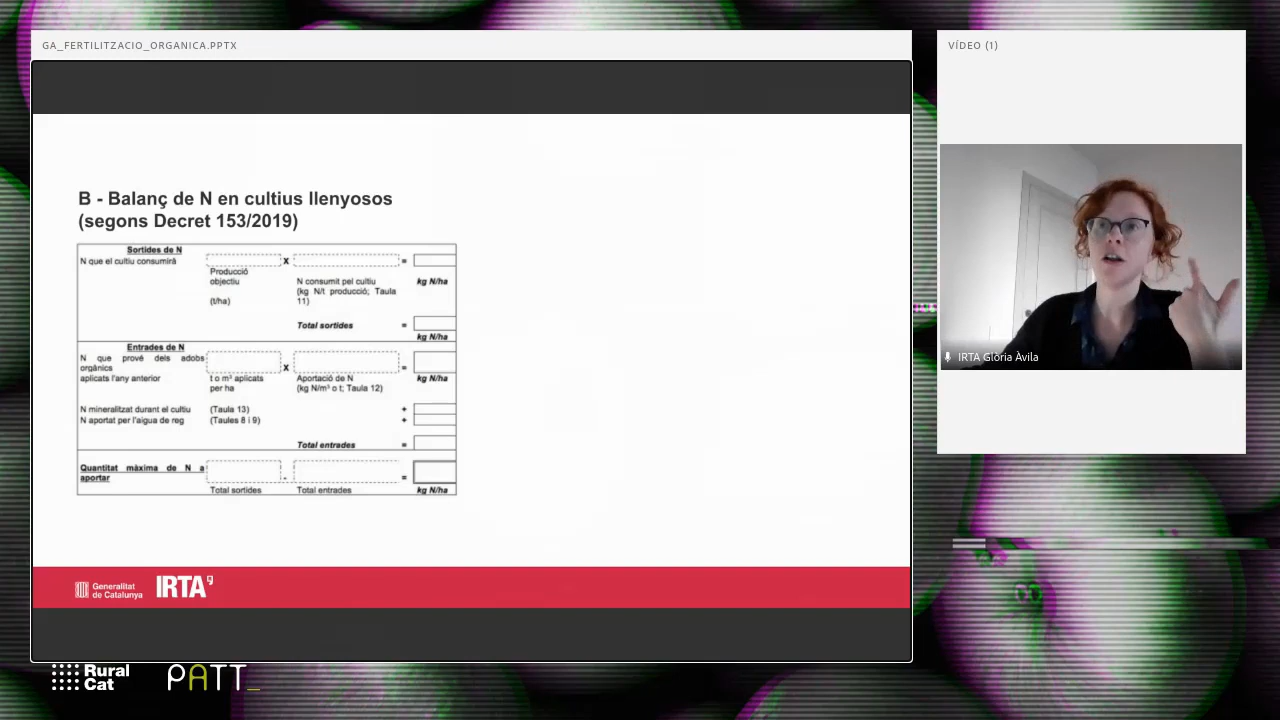 GA_FERTILITZACIO_ORGANICA.PPTX
VÍDEO (1)
B - Balanç de N en cultius llenyosos
(segons Decret 153/2019)
Sortides de N
N que el cultiu consumirà
X
=
Producció
objectiu
(t/ha)
N consumit pel cultiu
(kg N/t producció; Taula
11)
kg N/ha
Total sortides
=
kg N/ha
Entrades de N
N que prové dels adobs
orgànics
aplicats l'any anterior
X
=
t o m³ aplicats
per ha
Aportació de N
(kg N/m³ o t; Taula 12)
kg N/ha
N mineralitzat durant el cultiu (Taula 13) +
N aportat per l'aigua de reg (Taules 8 i 9) +
Total entrades =
Quantitat màxima de N a
aportar
-
=
Total sortides
Total entrades
kg N/ha
Generalitat
de Catalunya
IRTA
IRTA Glòria Àvila
Rural
Cat
PATT_